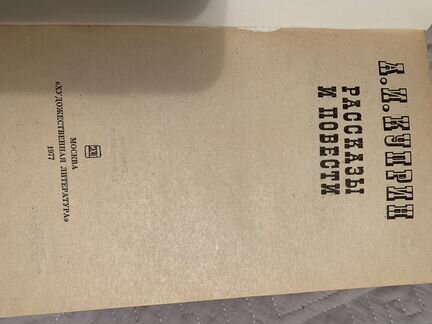 А. И. КУПРИН
РАССКАЗЫ
И ПОВЕСТИ
МОСКВА
«ХУДОЖЕСТВЕННАЯ ЛИТЕРАТУРА»
1977